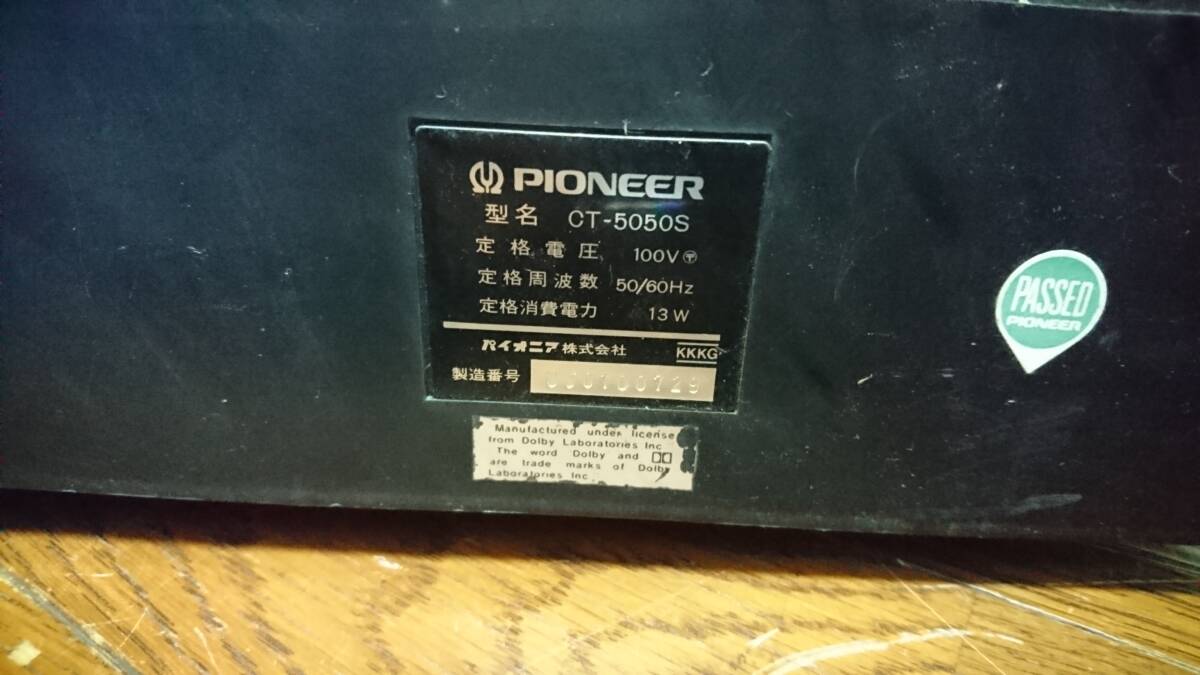 PIONEER
型名 CT-5050S
定格電圧 100V〶
定格周波数 50/60Hz
定格消費電力 13W
パイオニア株式会社 KKKG
製造番号
Manufactured under license
from Dolby Laboratories Inc
The word Dolby and
are trade marks of Dolby
Laboratories Inc.
PASSED
PIONEER